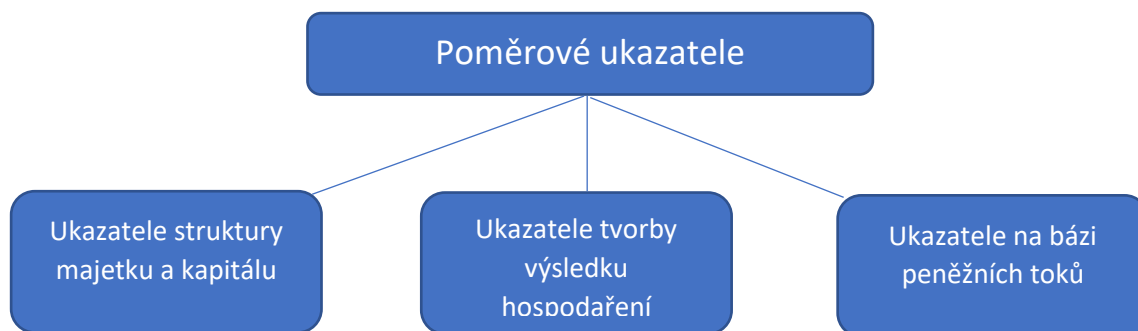 Poměrové ukazatele
Ukazatele struktury
majetku a kapitálu
Ukazatele tvorby
výsledku
hospodaření
Ukazatele na bázi
peněžních toků